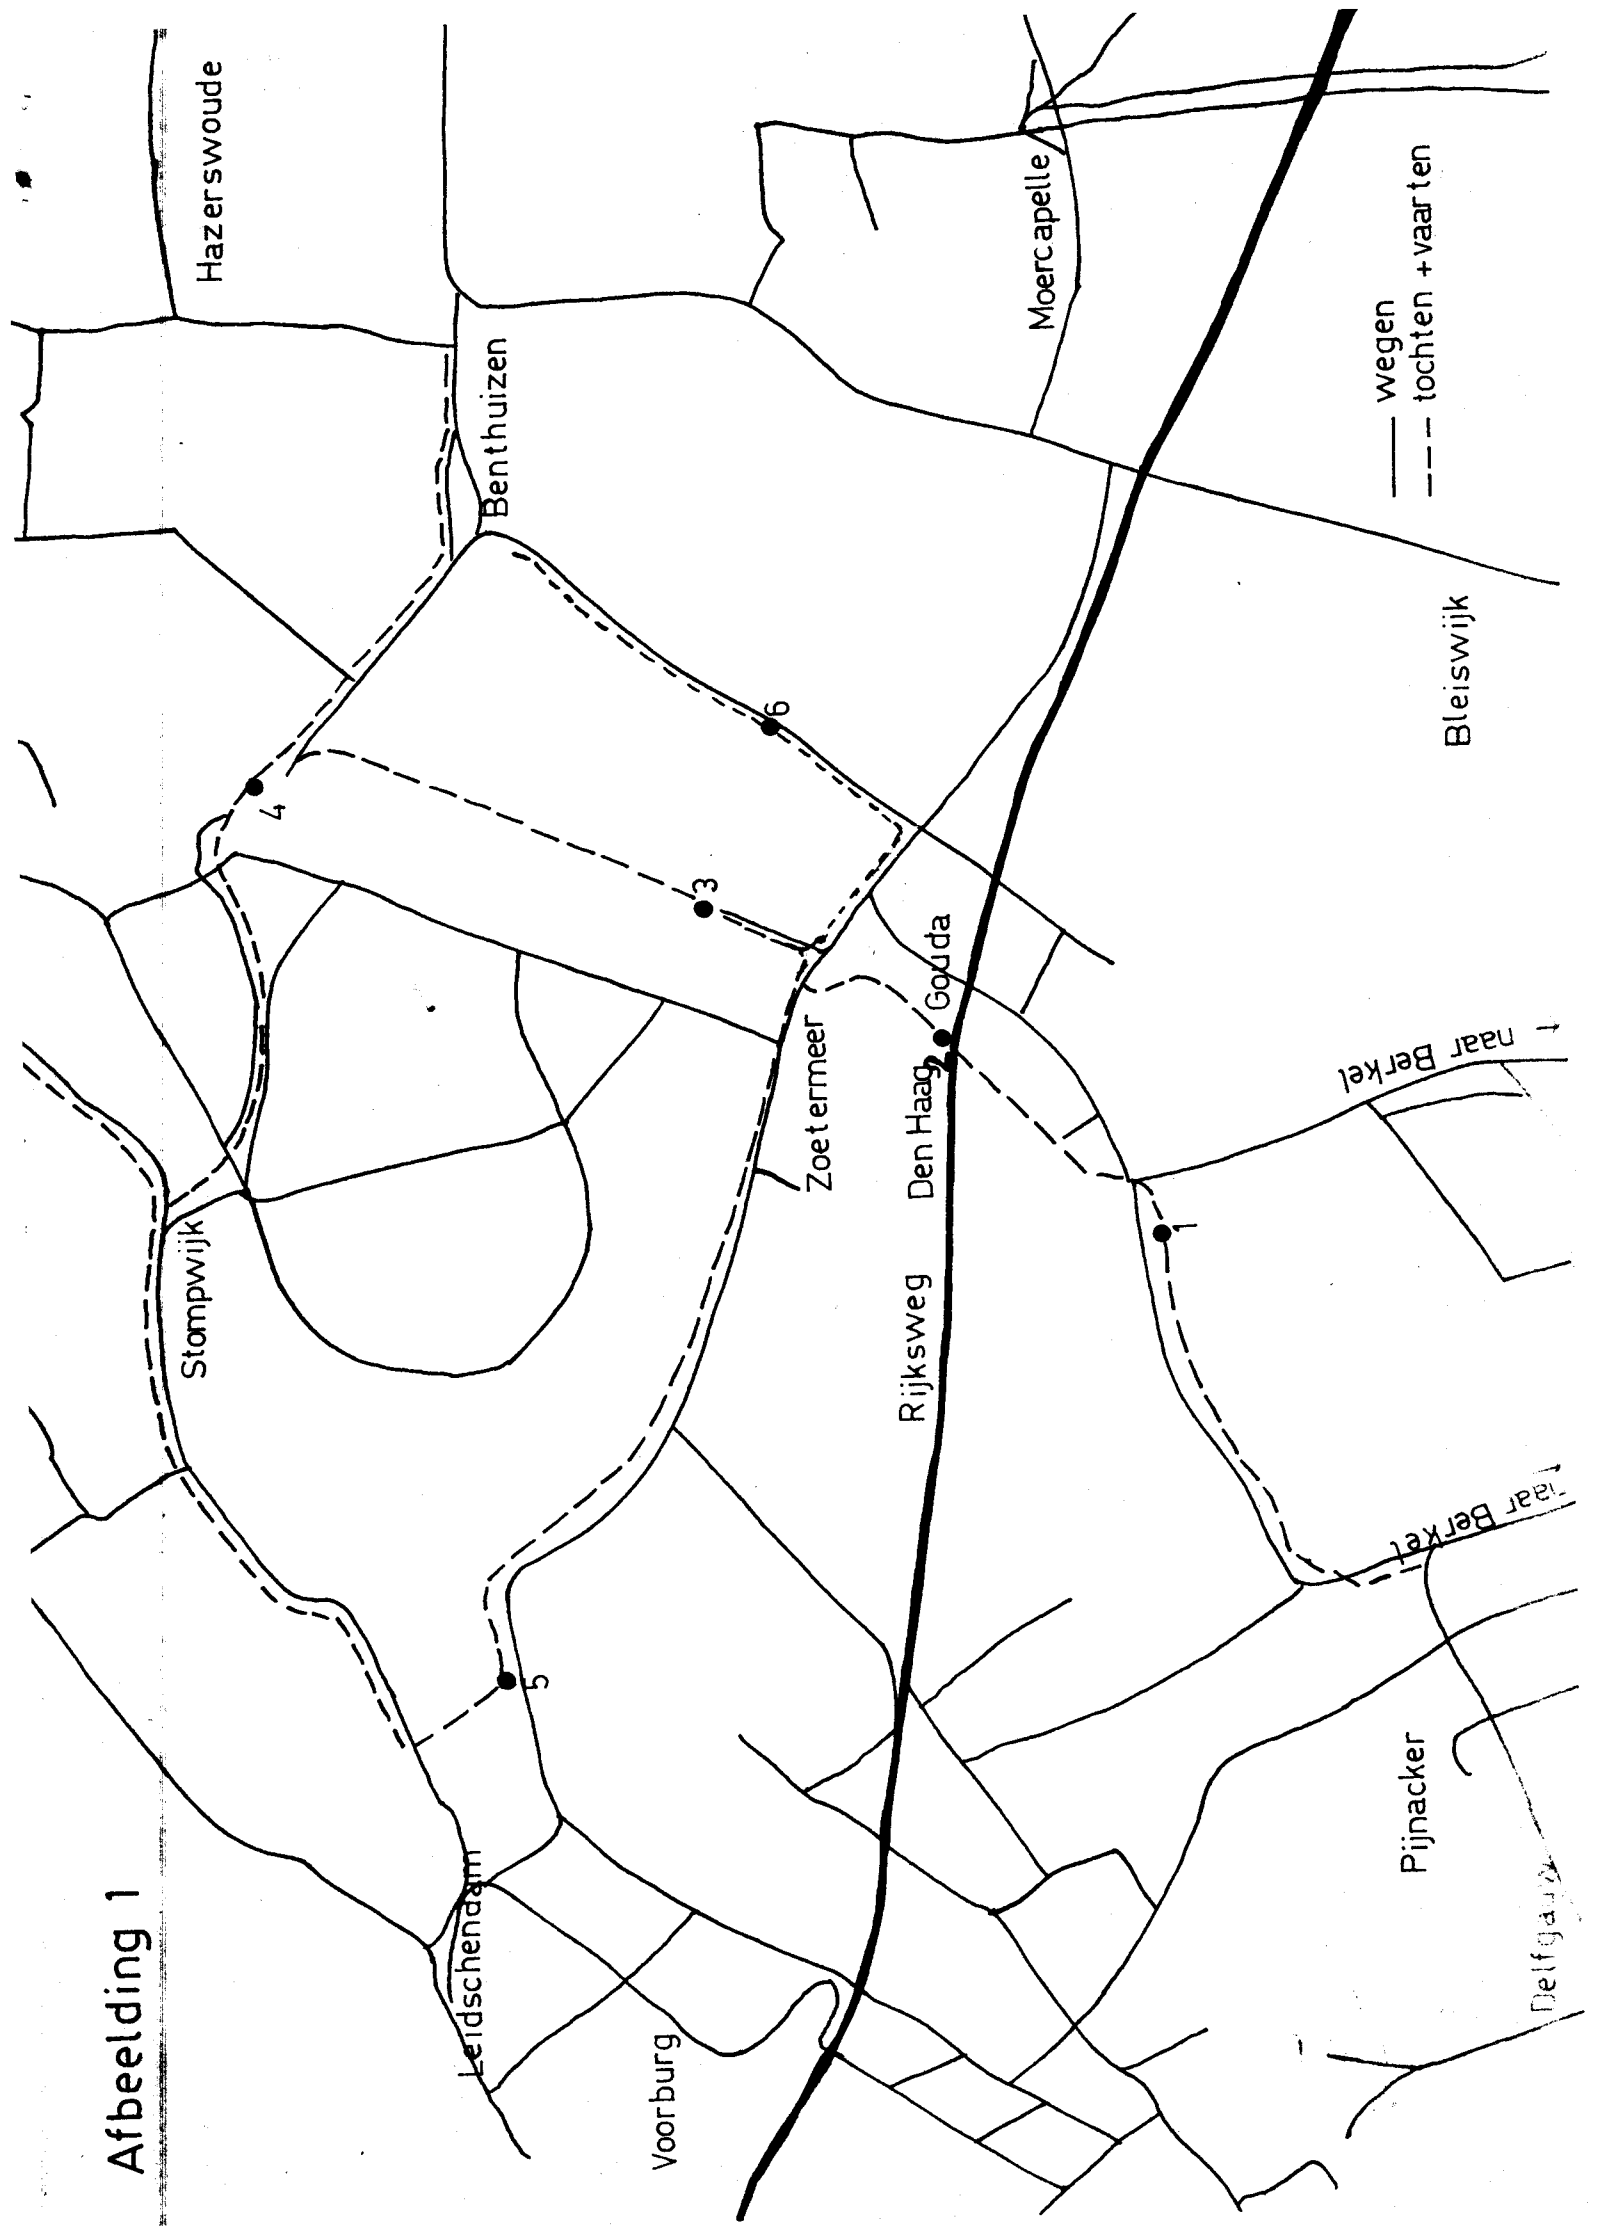 Afbeelding 1
Hazerswoude
Stompwijk
Leidschendam
Benthuizen
4
3
6
5
Zoetermeer
Voorburg
Rijksweg Den Haag Gouda
2
1
Moercapelle
Bleiswijk
naar Berkel
naar Berkel
Pijnacker
Delfgauw
wegen
tochten + vaarten